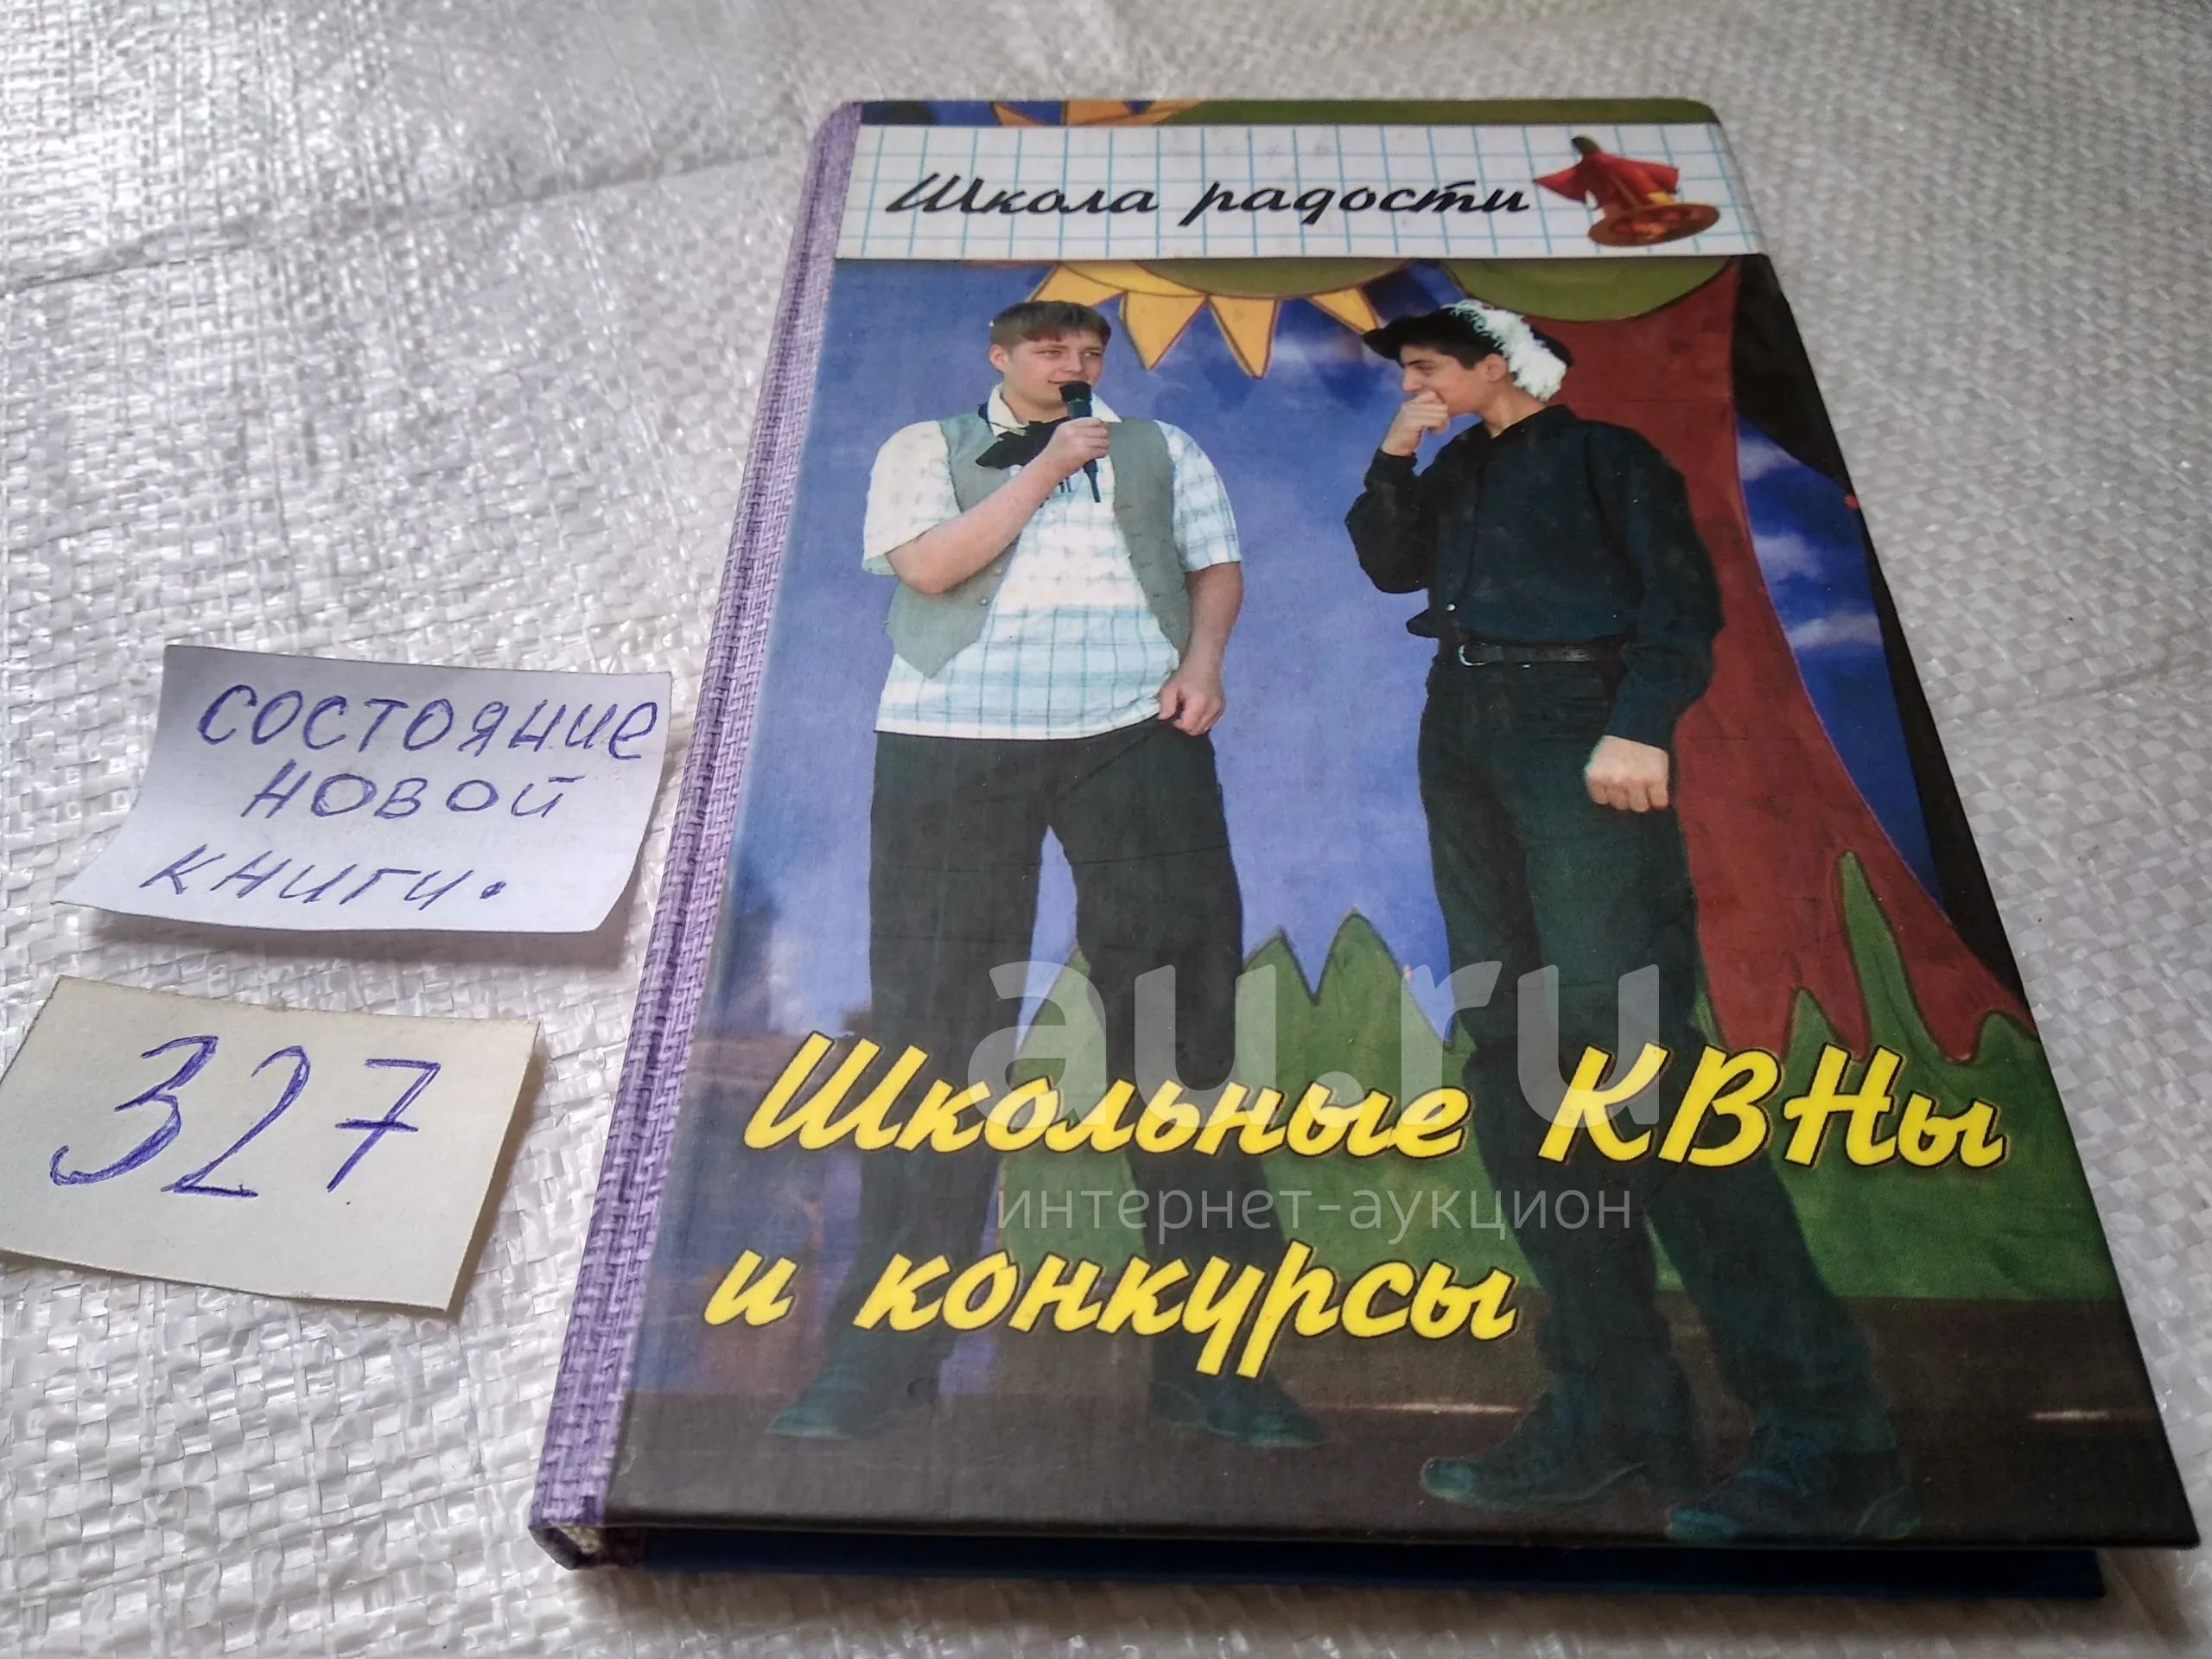 Школа радости
состояние
новой
книги.
327
au.ru
Школьные КВНы
интернет-аукцион
и конкурсы